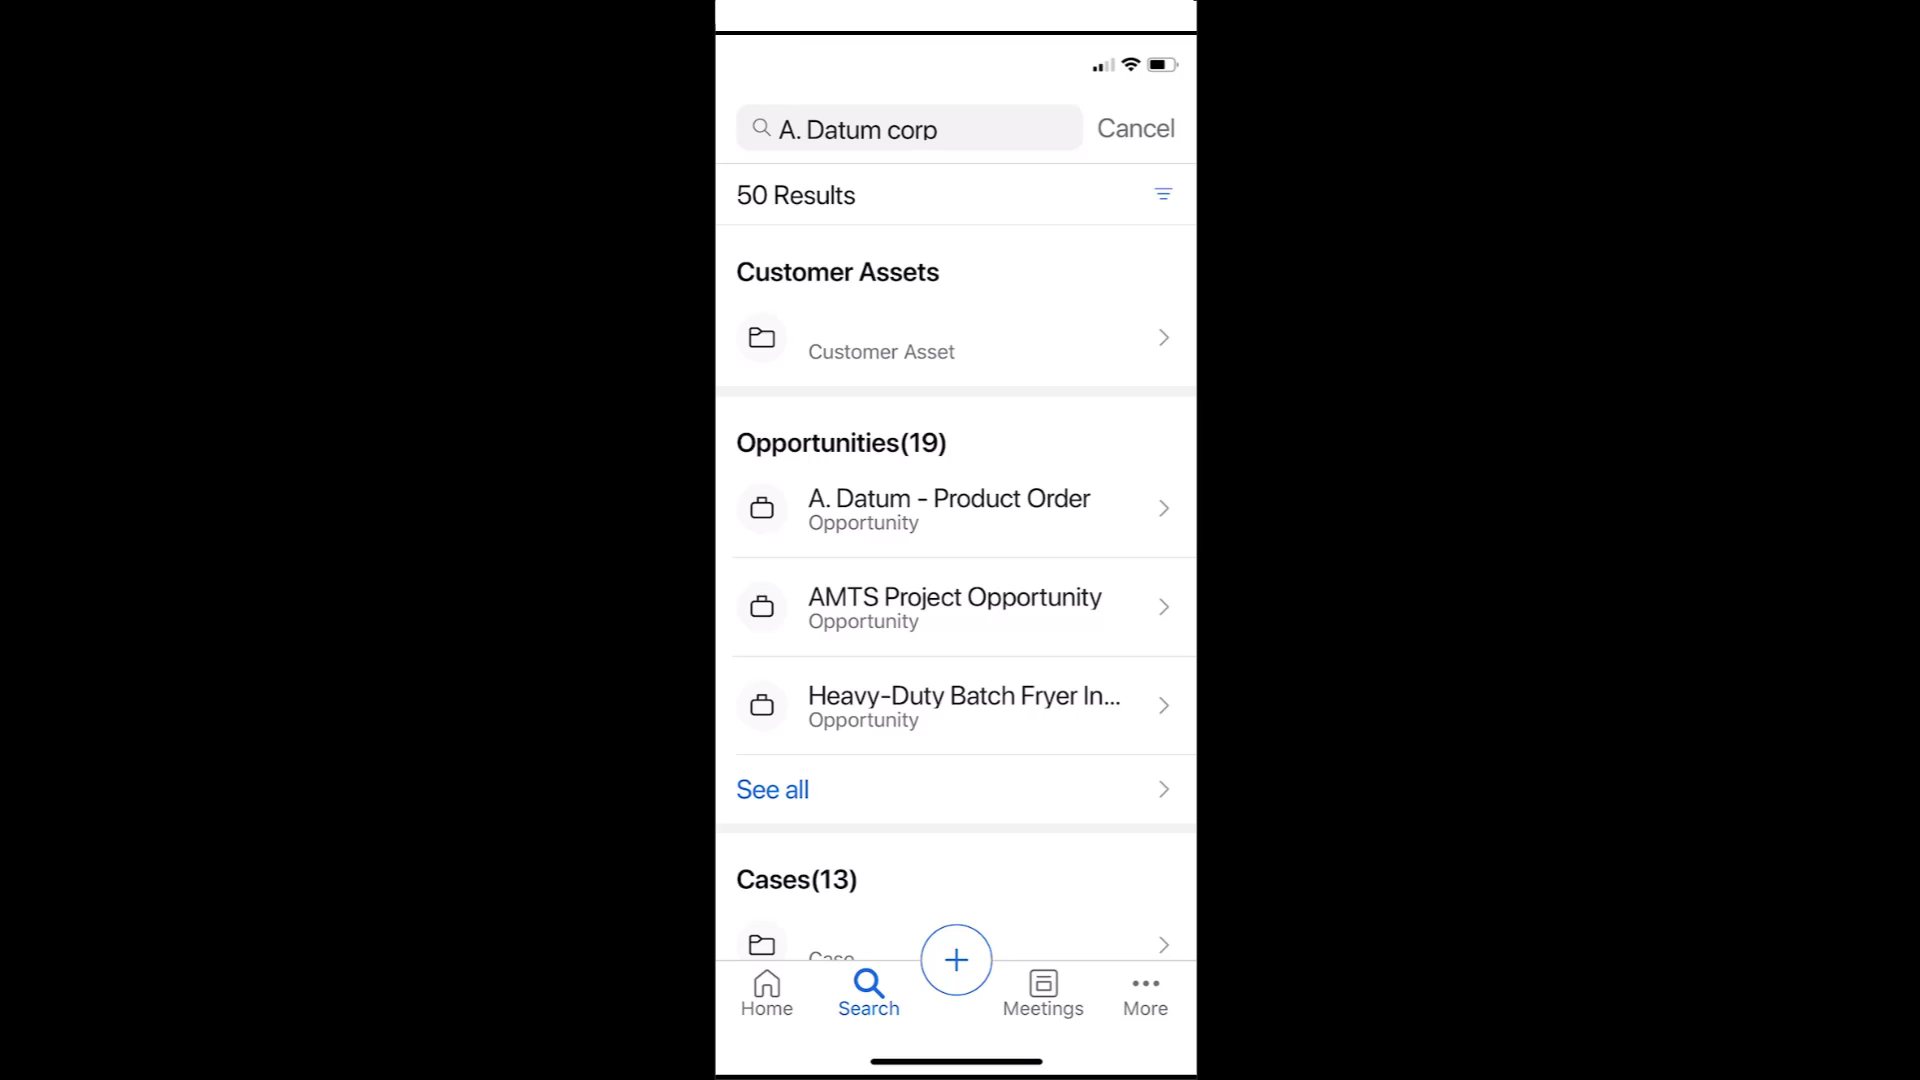 A. Datum corp
Cancel
50 Results
Customer Assets
Customer Asset
Opportunities(19)
A. Datum - Product Order
Opportunity
AMTS Project Opportunity
Opportunity
Heavy-Duty Batch Fryer In...
Opportunity
See all
Cases(13)
Case
Home
Search
Meetings
More